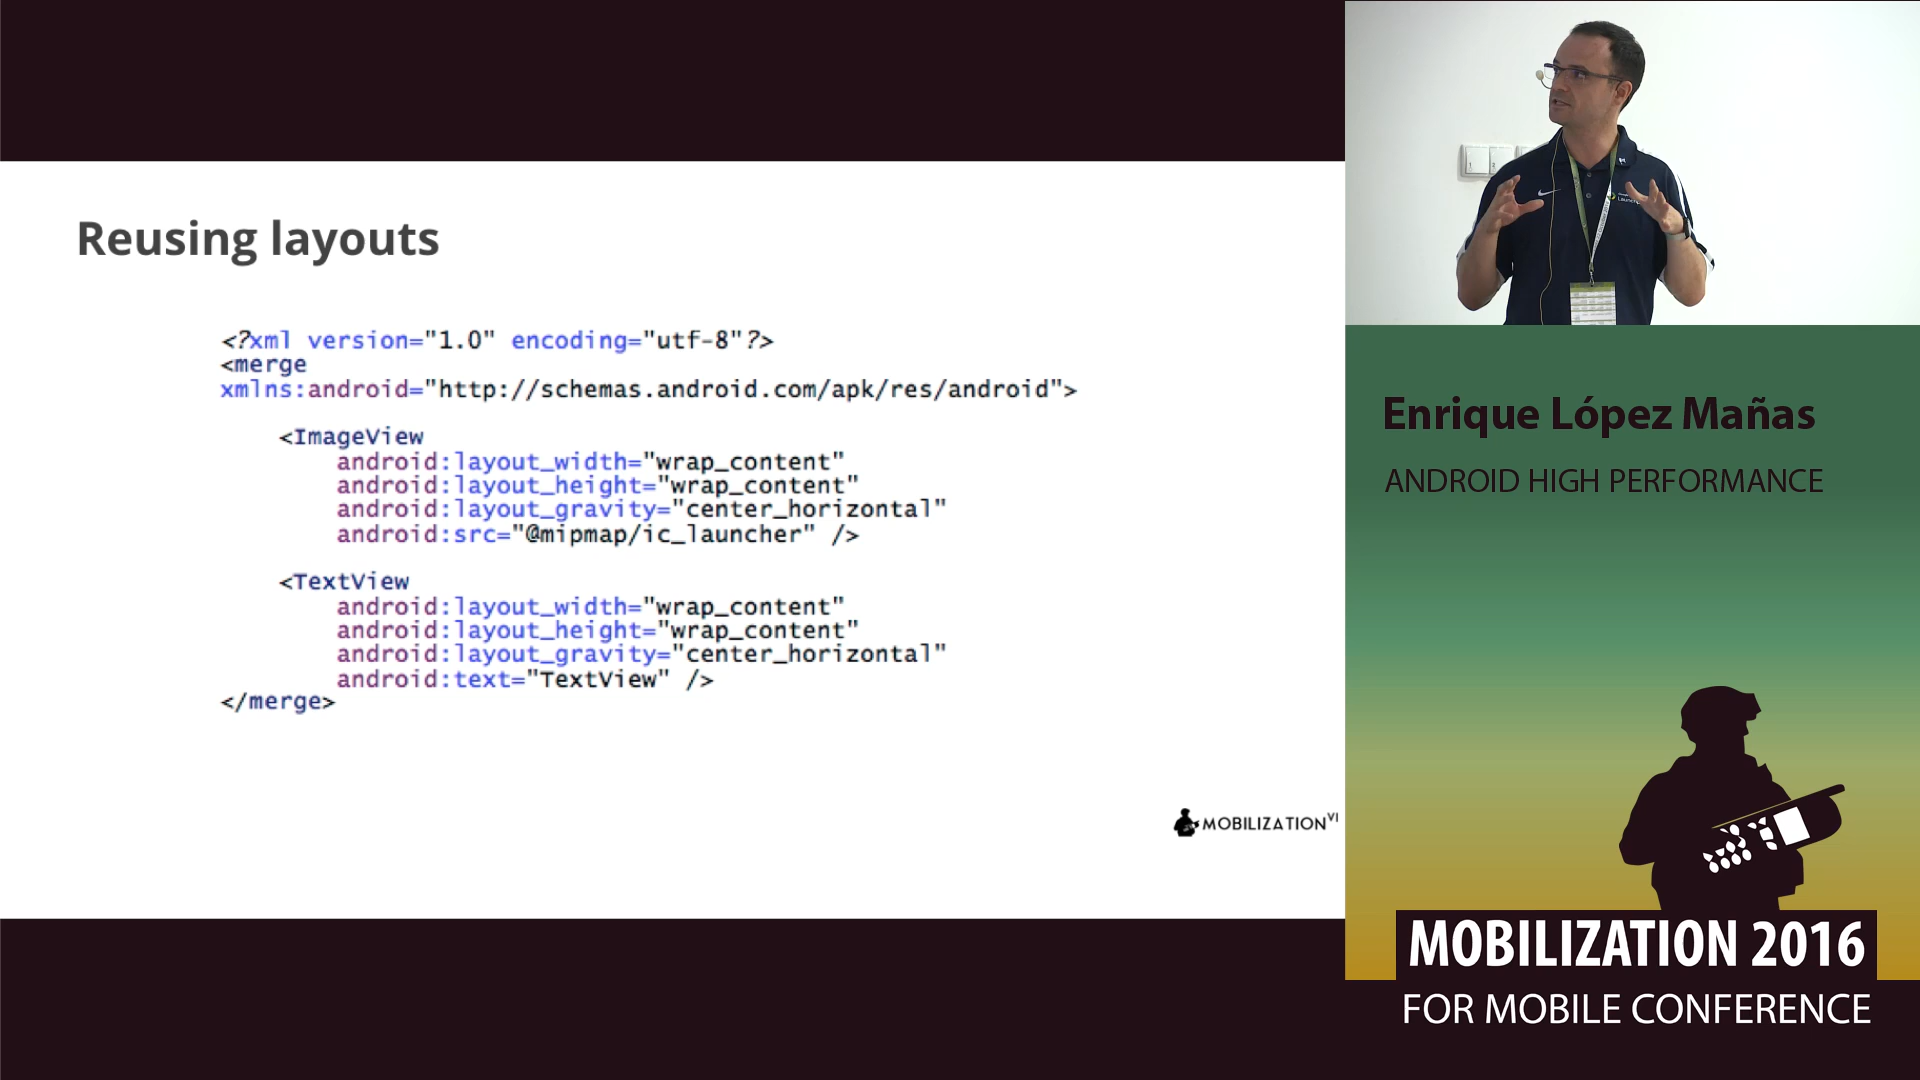 Reusing layouts
<?xml version="1.0" encoding="utf-8"?>
<merge
xmlns:android="http://schemas.android.com/apk/res/android">
<ImageView
android:layout_width="wrap_content"
android:layout_height="wrap_content"
android:layout_gravity="center_horizontal"
android:src="@mipmap/ic_launcher" />
<TextView
android:layout_width="wrap_content"
android:layout_height="wrap_content"
android:layout_gravity="center_horizontal"
android:text="TextView" />
</merge>
MOBILIZATION VI
Enrique López Mañas
ANDROID HIGH PERFORMANCE
MOBILIZATION 2016
FOR MOBILE CONFERENCE